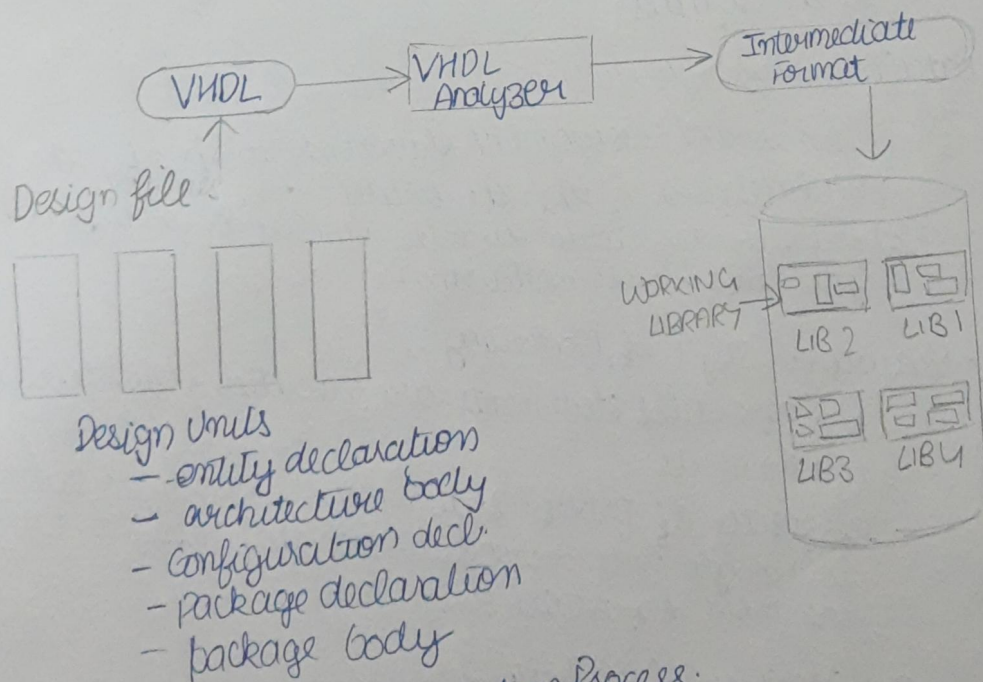 VHDL
VHDL
Analyzer
Intermediate
Format
Design file
WORKING
LIBRARY
LIB 2
LIB 1
LIB3
LIB4
Design Units
- entity declaration
- architecture body
- Configuration decl.
- package declaration
- package body
Process.